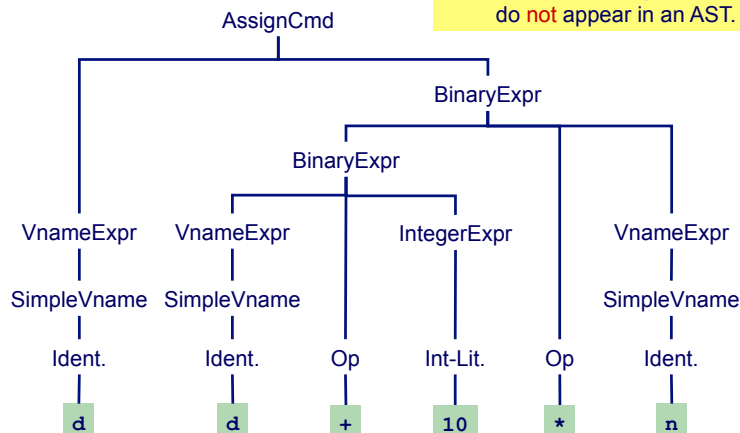 do not appear in an AST.
AssignCmd
BinaryExpr
BinaryExpr
VnameExpr VnameExpr IntegerExpr VnameExpr
SimpleVname SimpleVname SimpleVname
Ident. Ident. Op Int-Lit. Op Ident.
d d + 10 * n